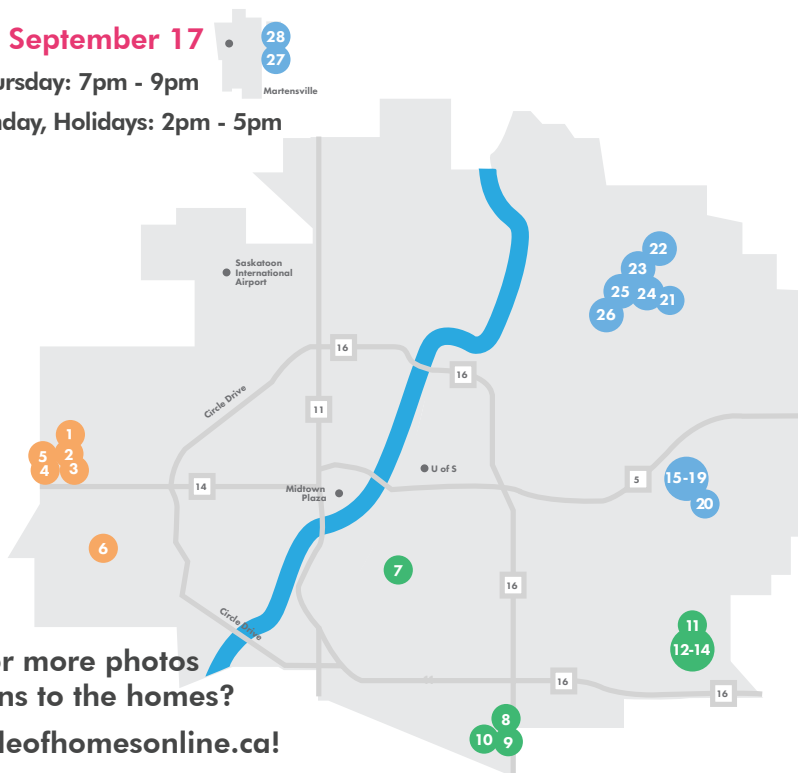 September 17
ursday: 7pm - 9pm
nday, Holidays: 2pm - 5pm
28
27
Martensville
Saskatoon
International
Airport
22
23
25
24
21
26
16
16
Circle Drive
11
1
5
2
4
3
14
Midtown
Plaza
U of S
5
15-19
20
6
7
16
Circle Drive
11
12-14
or more photos
ns to the homes?
leofhomesonline.ca!
16
16
8
10
9